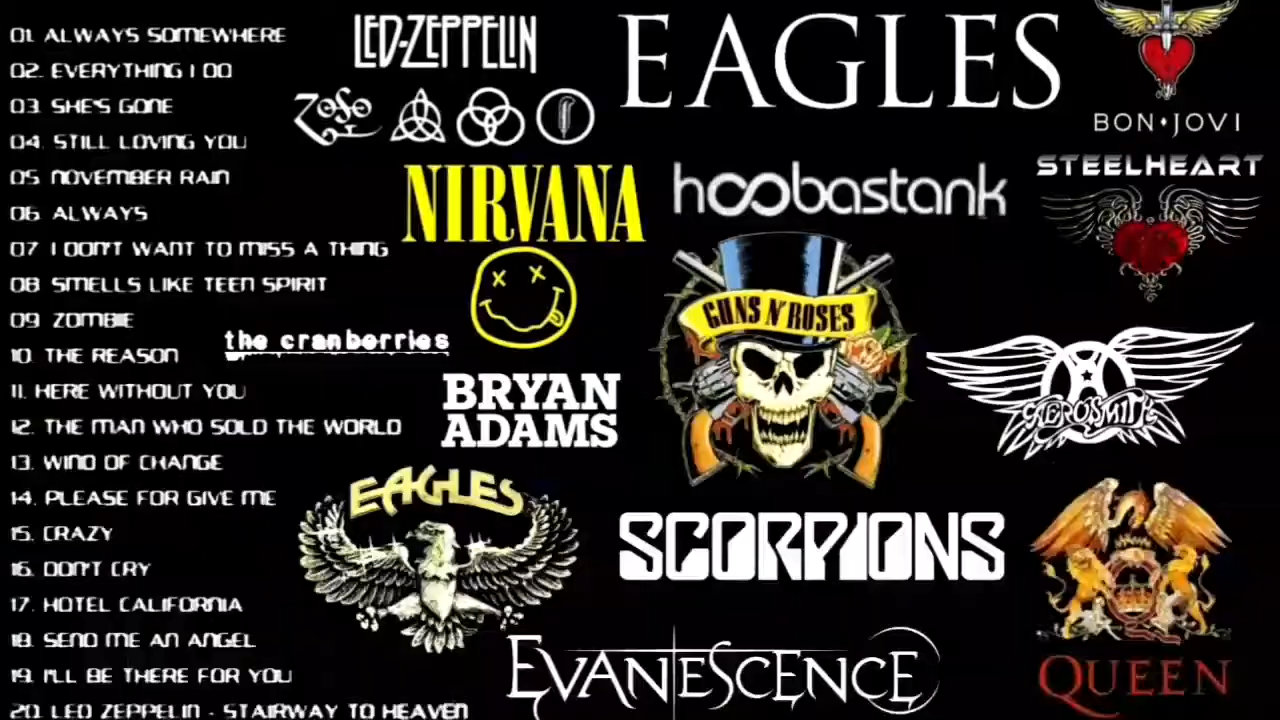 01. ALWAYS SOMEWHERE
02. EVERYTHING I DO
03. SHE'S GONE
04. STILL LOVING YOU
05. NOVEMBER RAIN
06. ALWAYS
07. I DON'T WANT TO MISS A THING
08. SMELLS LIKE TEEN SPIRIT
09. ZOMBIE
10. THE REASON
11. HERE WITHOUT YOU
12. THE MAN WHO SOLD THE WORLD
13. WIND OF CHANGE
14. PLEASE FOR GIVE ME
15. CRAZY
16. DON'T CRY
17. HOTEL CALIFORNIA
18. SEND ME AN ANGEL
19. I'LL BE THERE FOR YOU
20. LED ZEPPELIN - STAIRWAY TO HEAVEN
LED-ZEPPELIN
ZoSo
EAGLES
BON•JOVI
NIRVANA
hoobastank
STEELHEART
GUNS N' ROSES
the cranberries
BRYAN
ADAMS
AEROSMITH
EAGLES
SCORPIONS
EVANESCENCE
QUEEN